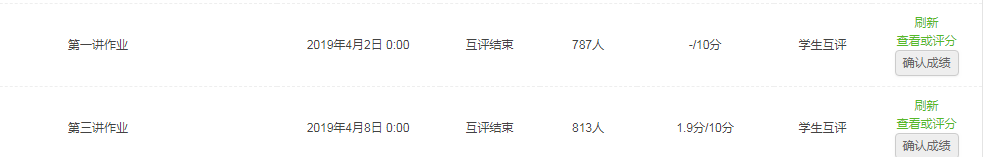 刷新
第一讲作业 2019年4月2日 0:00 互评结束 787人 -/10分 学生互评 查看或评分
确认成绩
刷新
第三讲作业 2019年4月8日 0:00 互评结束 813人 1.9分/10分 学生互评 查看或评分
确认成绩